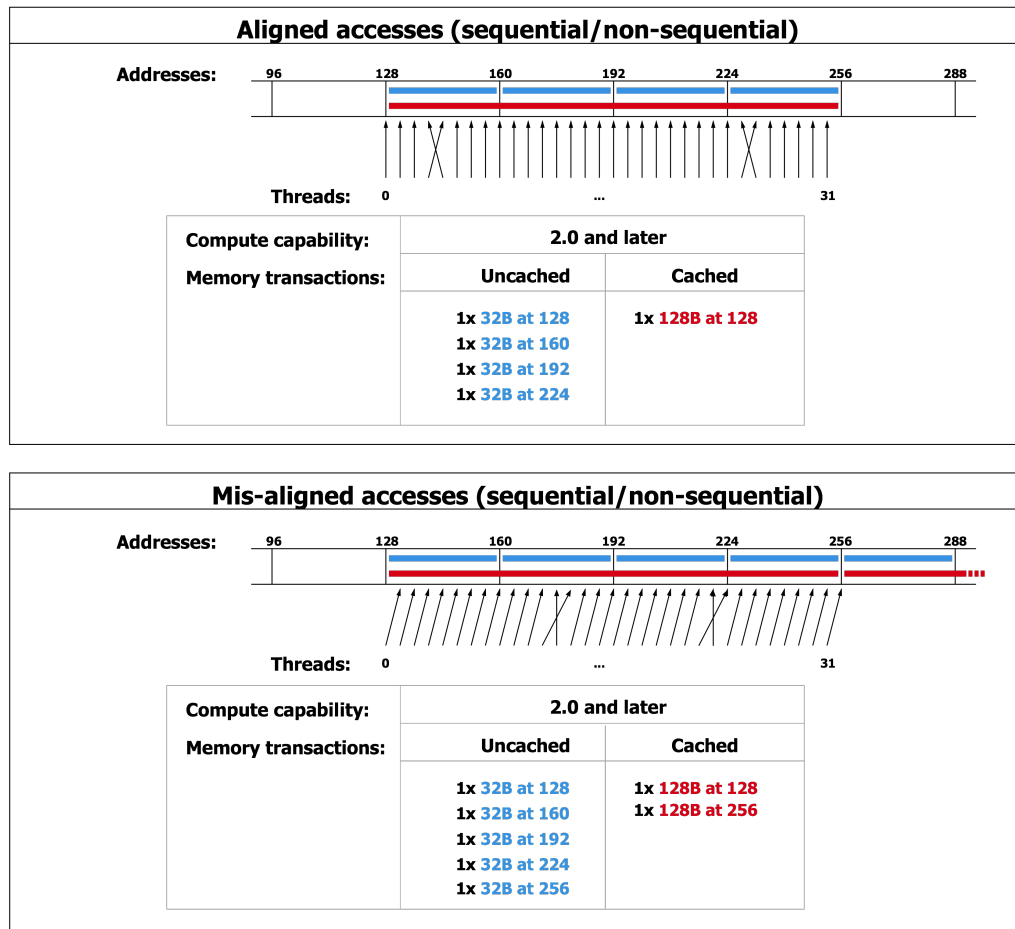 Aligned accesses (sequential/non-sequential)
Addresses: 96 128 160 192 224 256 288
Threads: 0 ... 31
Compute capability: 2.0 and later
Memory transactions: Uncached Cached
1x 32B at 128 1x 128B at 128
1x 32B at 160
1x 32B at 192
1x 32B at 224
Mis-aligned accesses (sequential/non-sequential)
Addresses: 96 128 160 192 224 256 288
Threads: 0 ... 31
Compute capability: 2.0 and later
Memory transactions: Uncached Cached
1x 32B at 128 1x 128B at 128
1x 32B at 160 1x 128B at 256
1x 32B at 192
1x 32B at 224
1x 32B at 256